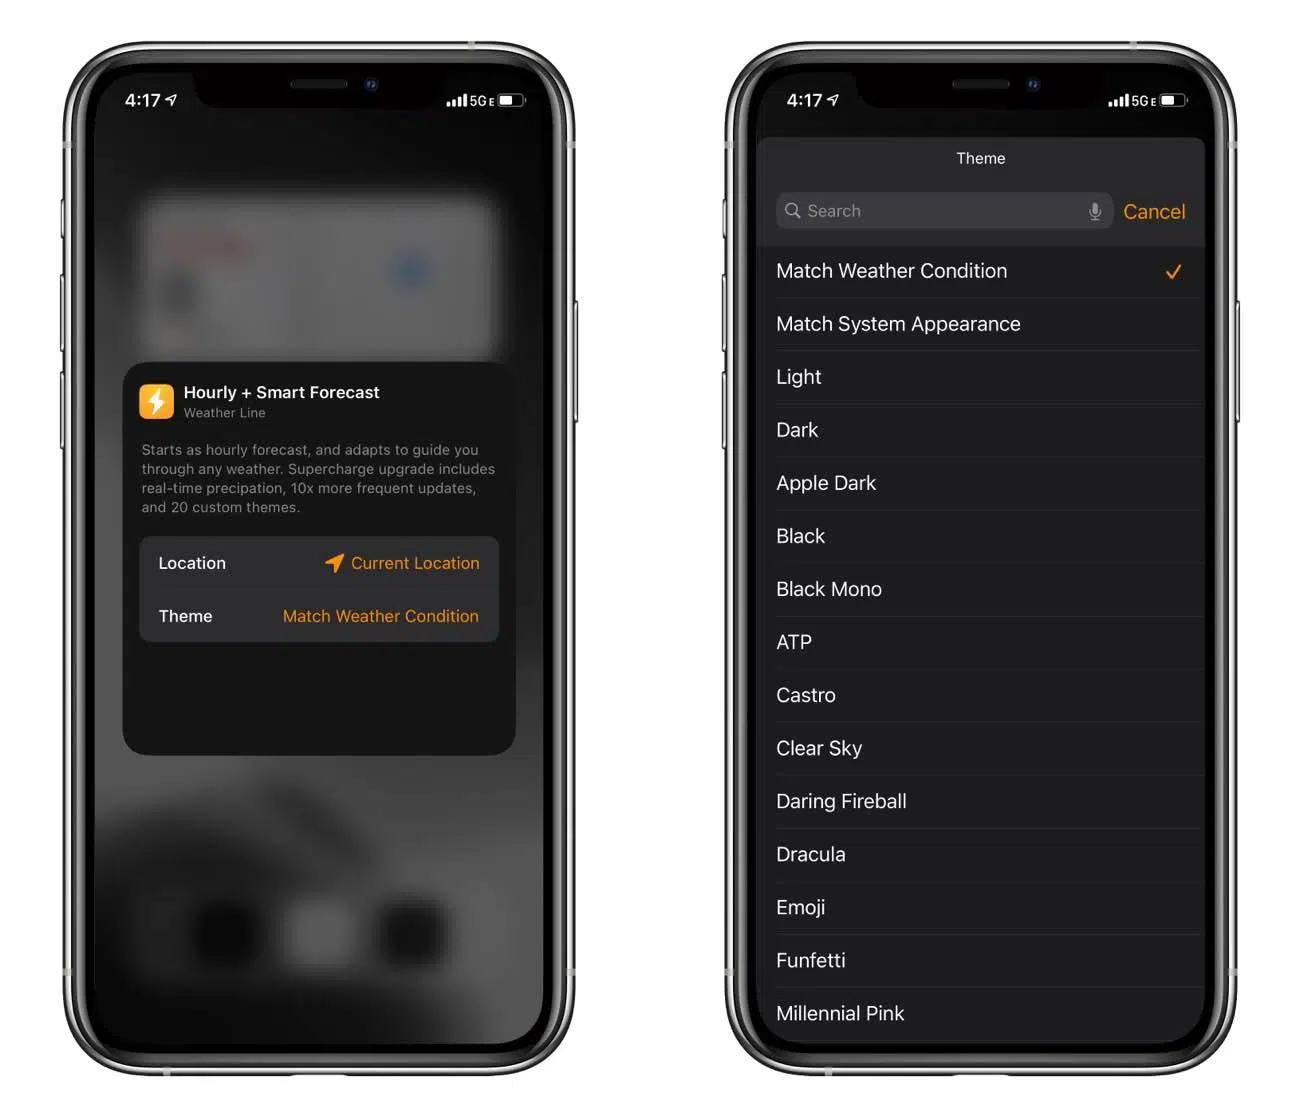 4:17
5GE
Hourly + Smart Forecast
Weather Line
Starts as hourly forecast, and adapts to guide you
through any weather. Supercharge upgrade includes
real-time precipation, 10x more frequent updates,
and 20 custom themes.
Location Current Location
Theme Match Weather Condition
4:17
5GE
Theme
Search Cancel
Match Weather Condition
Match System Appearance
Light
Dark
Apple Dark
Black
Black Mono
ATP
Castro
Clear Sky
Daring Fireball
Dracula
Emoji
Funfetti
Millennial Pink